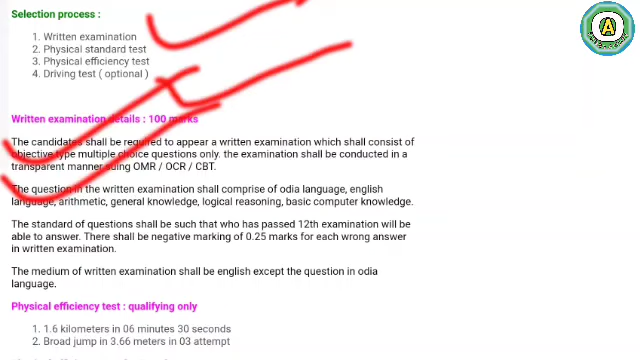 Selection process :
1. Written examination
2. Physical standard test
3. Physical efficiency test
4. Driving test ( optional )
Written examination details : 100 marks
The candidates shall be required to appear a written examination which shall consist of
objective type multiple choice questions only. the examination shall be conducted in a
transparent manner using OMR / OCR / CBT.
The question in the written examination shall comprise of odia language, english
language, arithmetic, general knowledge, logical reasoning, basic computer knowledge.
The standard of questions shall be such that who has passed 12th examination will be
able to answer. There shall be negative marking of 0.25 marks for each wrong answer
in written examination.
The medium of written examination shall be english except the question in odia
language.
Physical efficiency test : qualifying only
1. 1.6 kilometers in 06 minutes 30 seconds
2. Broad jump in 3.66 meters in 03 attempt
A